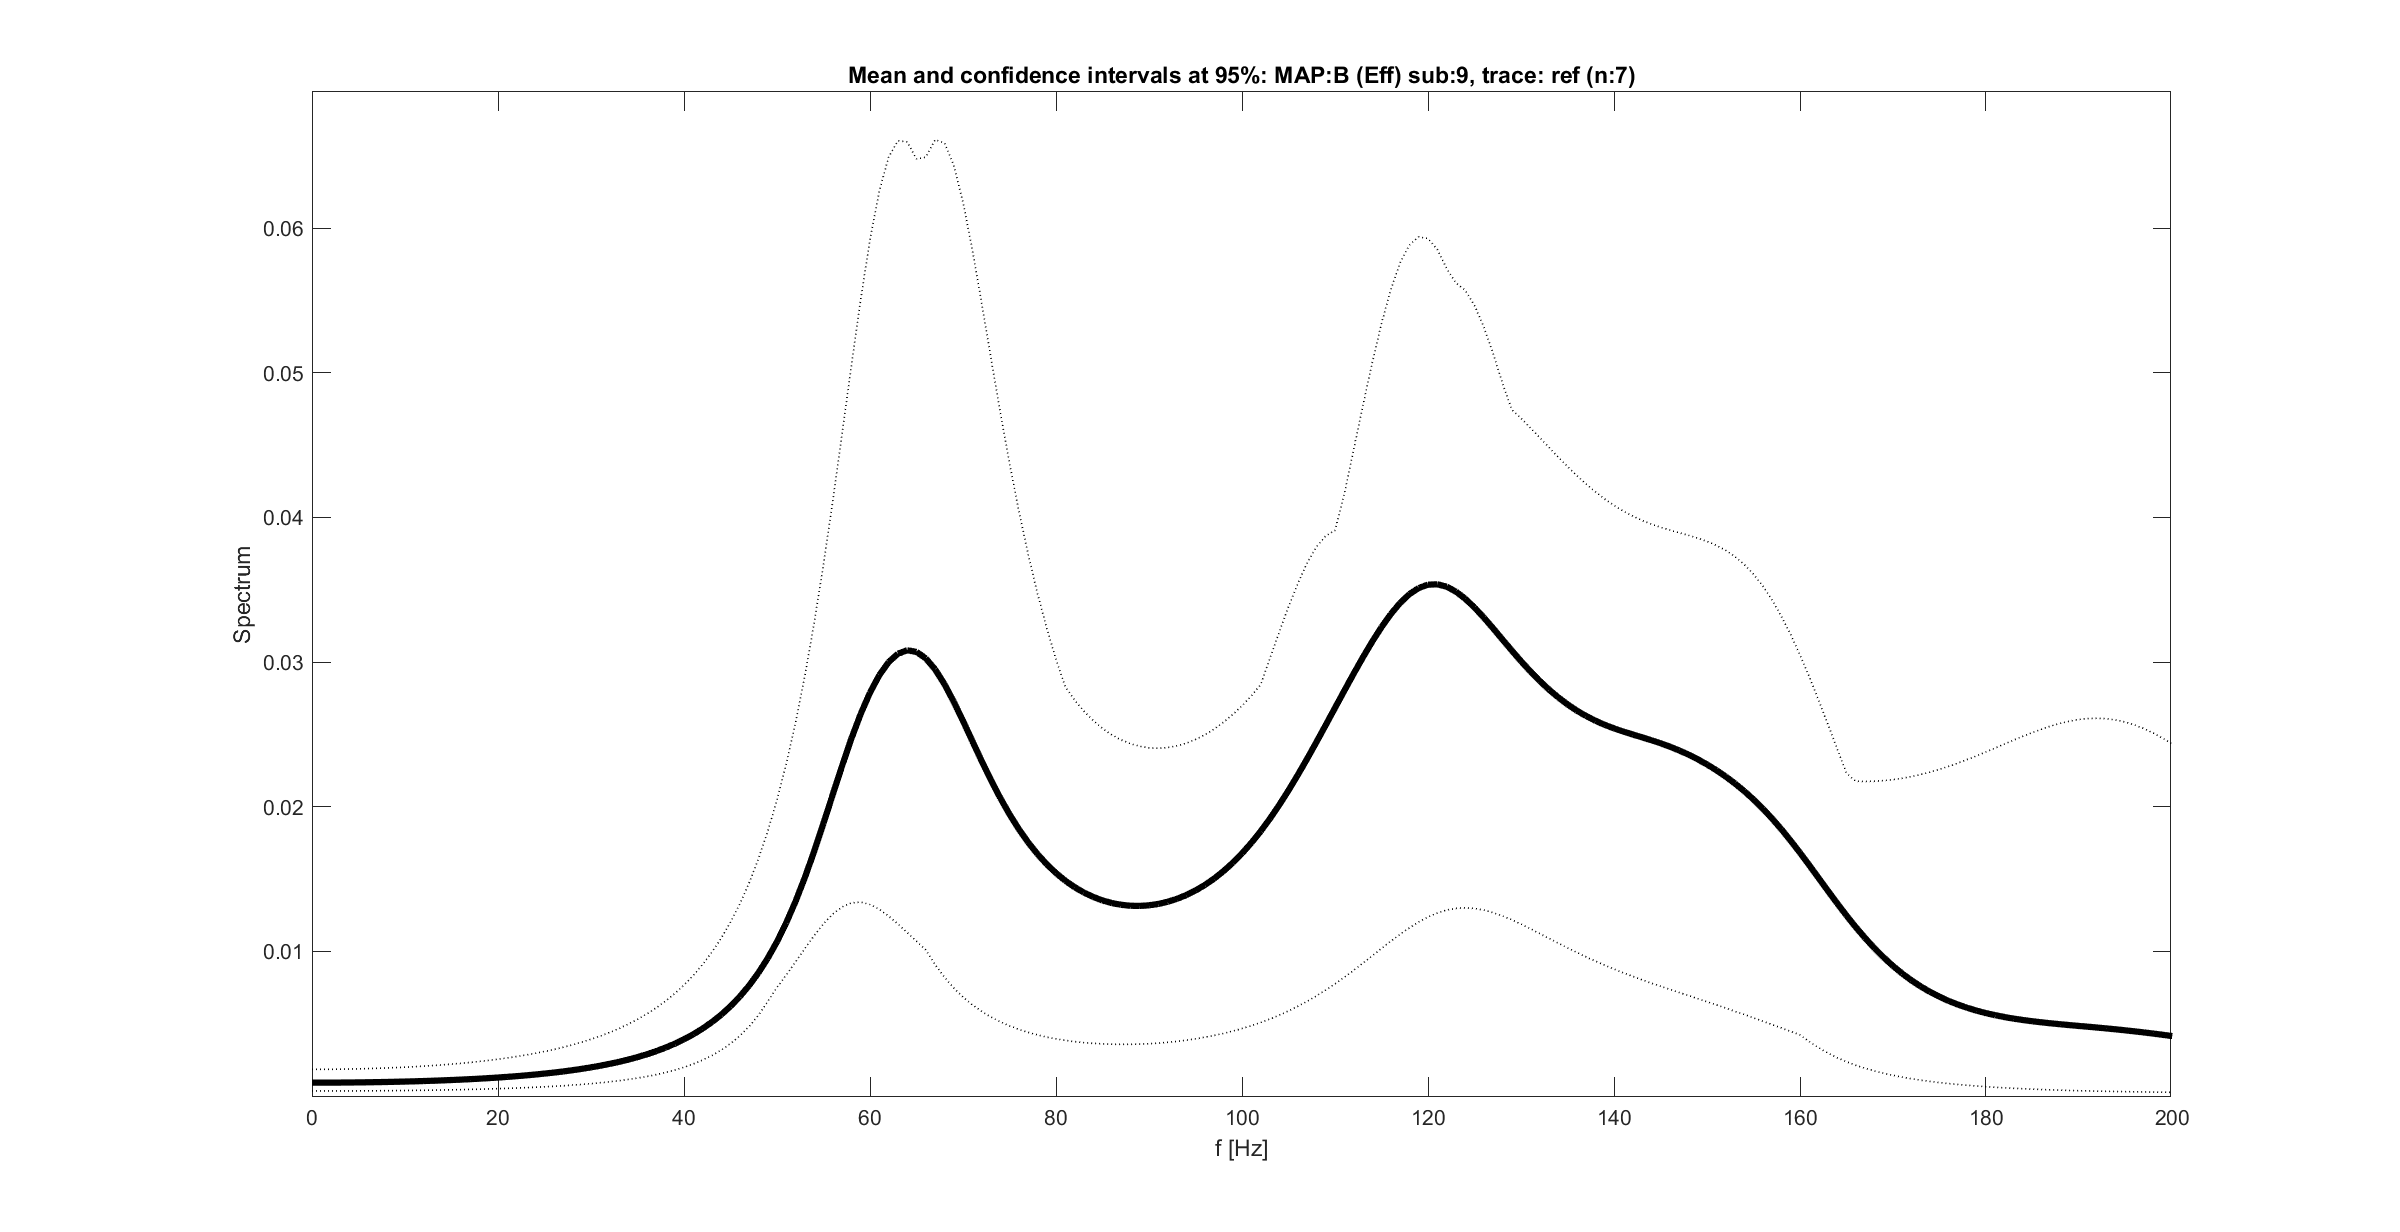 Mean and confidence intervals at 95%: MAP:B (Eff) sub:9, trace: ref (n:7)
0.06
0.05
0.04
0.03
0.02
0.01
Spectrum
0 20 40 60 80 100 120 140 160 180 200
f [Hz]